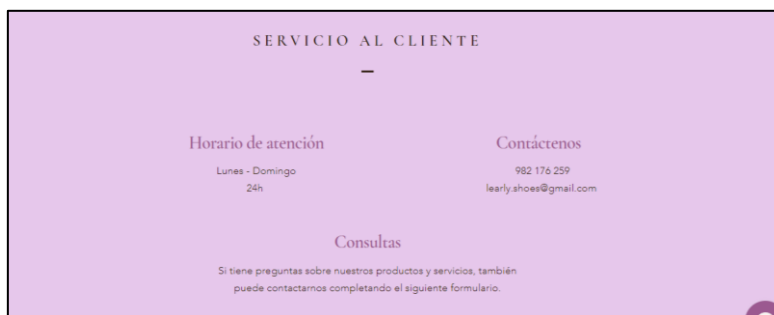 SERVICIO AL CLIENTE
Horario de atención
Lunes - Domingo
24h
Contáctenos
982 176 259
learly.shoes@gmail.com
Consultas
Si tiene preguntas sobre nuestros productos y servicios, también
puede contactarnos completando el siguiente formulario.